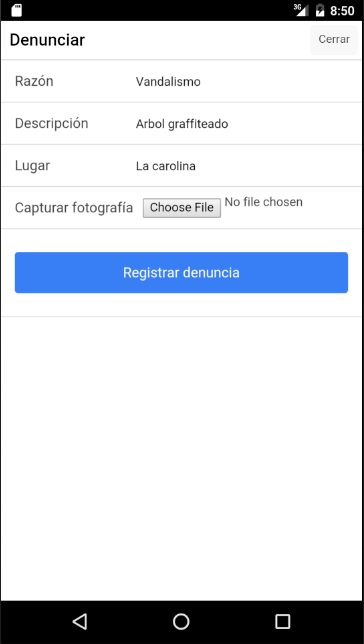 3G 8:50
Denunciar Cerrar
Razón Vandalismo
Descripción Arbol graffiteado
Lugar La carolina
Capturar fotografía Choose File No file chosen
Registrar denuncia